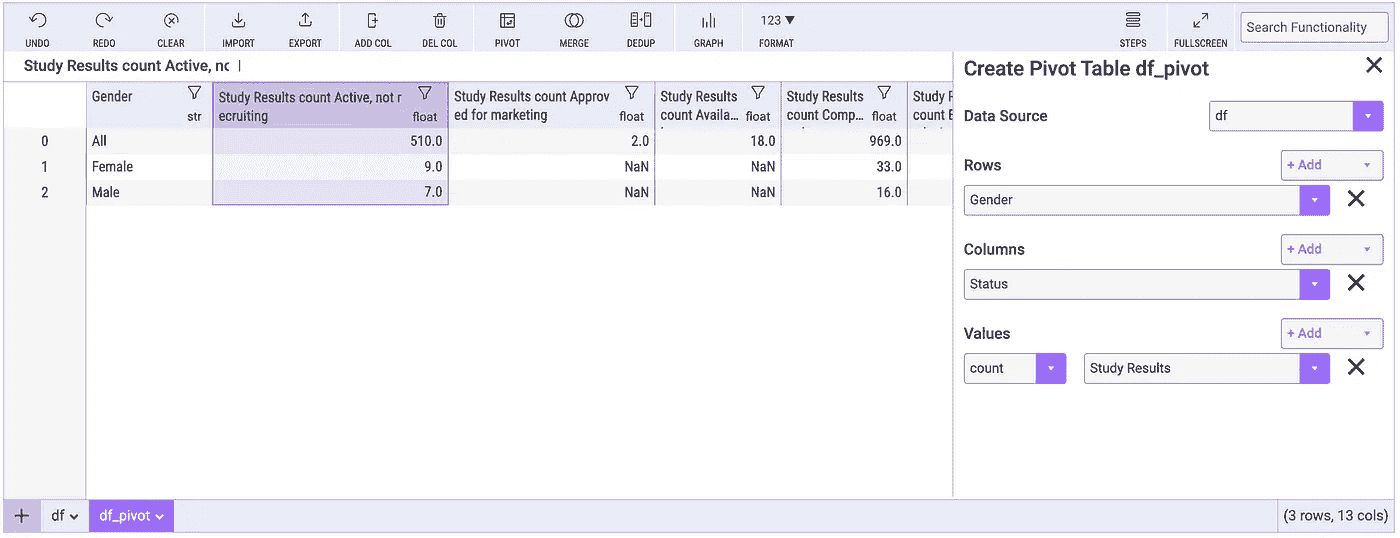 UNDO REDO CLEAR IMPORT EXPORT ADD COL DEL COL PIVOT MERGE DEDUP GRAPH 123 ▼ FORMAT STEPS FULLSCREEN Search Functionality
Study Results count Active, nc
Gender str
Study Results count Active, not r
ecruiting float
Study Results count Approv
ed for marketing float
Study Results
count Availa... float
Study Results
count Comp... float
Study R
count E
0 All 510.0 2.0 18.0 969.0
1 Female 9.0 NaN NaN 33.0
2 Male 7.0 NaN NaN 16.0
Create Pivot Table df_pivot
Data Source df
Rows + Add
Gender
Columns + Add
Status
Values + Add
count Study Results
+ df df_pivot (3 rows, 13 cols)